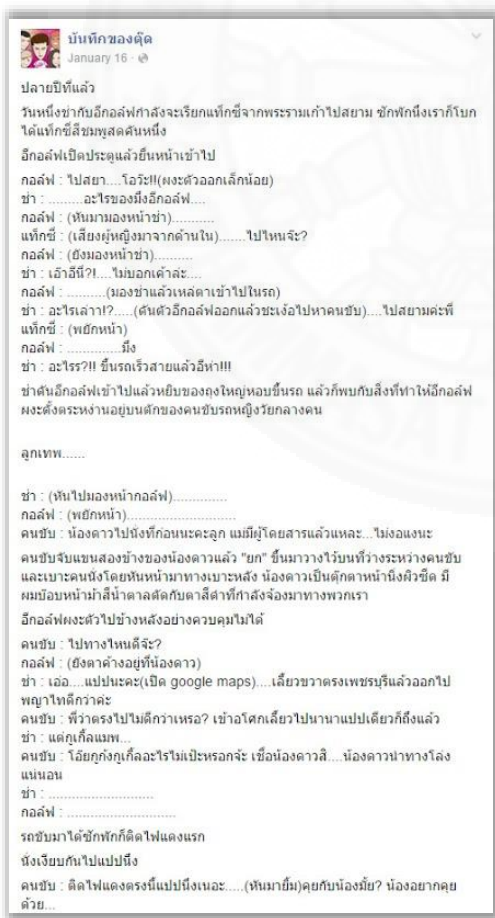 บันทึกของตุ๊ด
January 16 ·
ปลายปีที่แล้ว
วันหนึ่งช่ากับอีกอล์ฟกำลังจะเรียกแท็กซี่จากพระรามเก้าไปสยาม ซักพักนึงเราก็โบก
ได้แท็กซี่สีชมพูสดคันหนึ่ง
อีกอล์ฟเปิดประตูแล้วยื่นหน้าเข้าไป
กอล์ฟ : ไปสยา....โอว๊ะ!!(ผงะตัวออกเล็กน้อย)
ช่า : .........อะไรของมึงอีกอล์ฟ....
กอล์ฟ : (หันมามองหน้าช่า)...........
แท็กซี่ : (เสียงผู้หญิงมาจากด้านใน).......ไปไหนจ๊ะ?
กอล์ฟ : (ยังมองหน้าช่า)..........
ช่า : เอ้าอีนี่?!....ไม่บอกเค้าล่ะ....
กอล์ฟ : ..........(มองช่าแล้วเหล่ตาเข้าไปในรถ)
ช่า : อะไรเล่าา!?.....(ดันตัวอีกอล์ฟออกแล้วชะเง้อไปหาคนขับ)....ไปสยามค่ะพี่
แท็กซี่ : (พยักหน้า)
กอล์ฟ : ...............มึง
ช่า : อะไรร?!! ขึ้นรถเร็วสายแล้วอีห่า!!!
ช่าดันอีกอล์ฟเข้าไปแล้วหยิบของถุงใหญ่หอบขึ้นรถ แล้วก็พบกับสิ่งที่ทำให้อีกอล์ฟ
ผงะตั้งตระหง่านอยู่บนตักของคนขับรถหญิงวัยกลางคน
ลูกเทพ......
ช่า : (หันไปมองหน้ากอล์ฟ)..............
กอล์ฟ : (พยักหน้า)......................
คนขับ : น้องดาวไปนั่งที่ก่อนนะคะลูก แม่มีผู้โดยสารแล้วแหละ...ไม่งอแงนะ
คนขับจับแขนสองข้างของน้องดาวแล้ว "ยก" ขึ้นมาวางไว้บนที่ว่างระหว่างคนขับ
และเบาะคนนั่งโดยหันหน้ามาทางเบาะหลัง น้องดาวเป็นตุ๊กตาหน้านิ่งผิวซีด มี
ผมบ๊อบหน้าม้าสีน้ำตาลตัดกับตาสีดำที่กำลังจ้องมาทางพวกเรา
อีกอล์ฟผงะตัวไปข้างหลังอย่างควบคุมไม่ได้
คนขับ : ไปทางไหนดีจ๊ะ?
กอล์ฟ : (ยังตาค้างอยู่ที่น้องดาว)
ช่า : เอ่อ....แปปนะคะ(เปิด google maps)....เลี้ยวขวาตรงเพชรบุรีแล้วออกไป
พญาไทดีกว่าค่ะ
คนขับ : พี่ว่าตรงไปไม่ดีกว่าเหรอ? เข้าอโศกเลี้ยวไปนานาแปปเดียวก็ถึงแล้ว
ช่า : แต่กูเกิ้ลแมพ...
คนขับ : โอ๊ยกูก้งกูเกิ้ลอะไรไม่เป๊ะหรอกจ้ะ เชื่อน้องดาวสิ....น้องดาวนำทางโล่ง
แน่นอน
ช่า : ..........................
กอล์ฟ : ...........................
รถขับมาได้ซักพักก็ติดไฟแดงแรก
นั่งเงียบกันไปแปปนึง
คนขับ : ติดไฟแดงตรงนี้แปปนึงเนอะ.....(หันมายิ้ม)คุยกับน้องมั้ย? น้องอยากคุย
ด้วย...